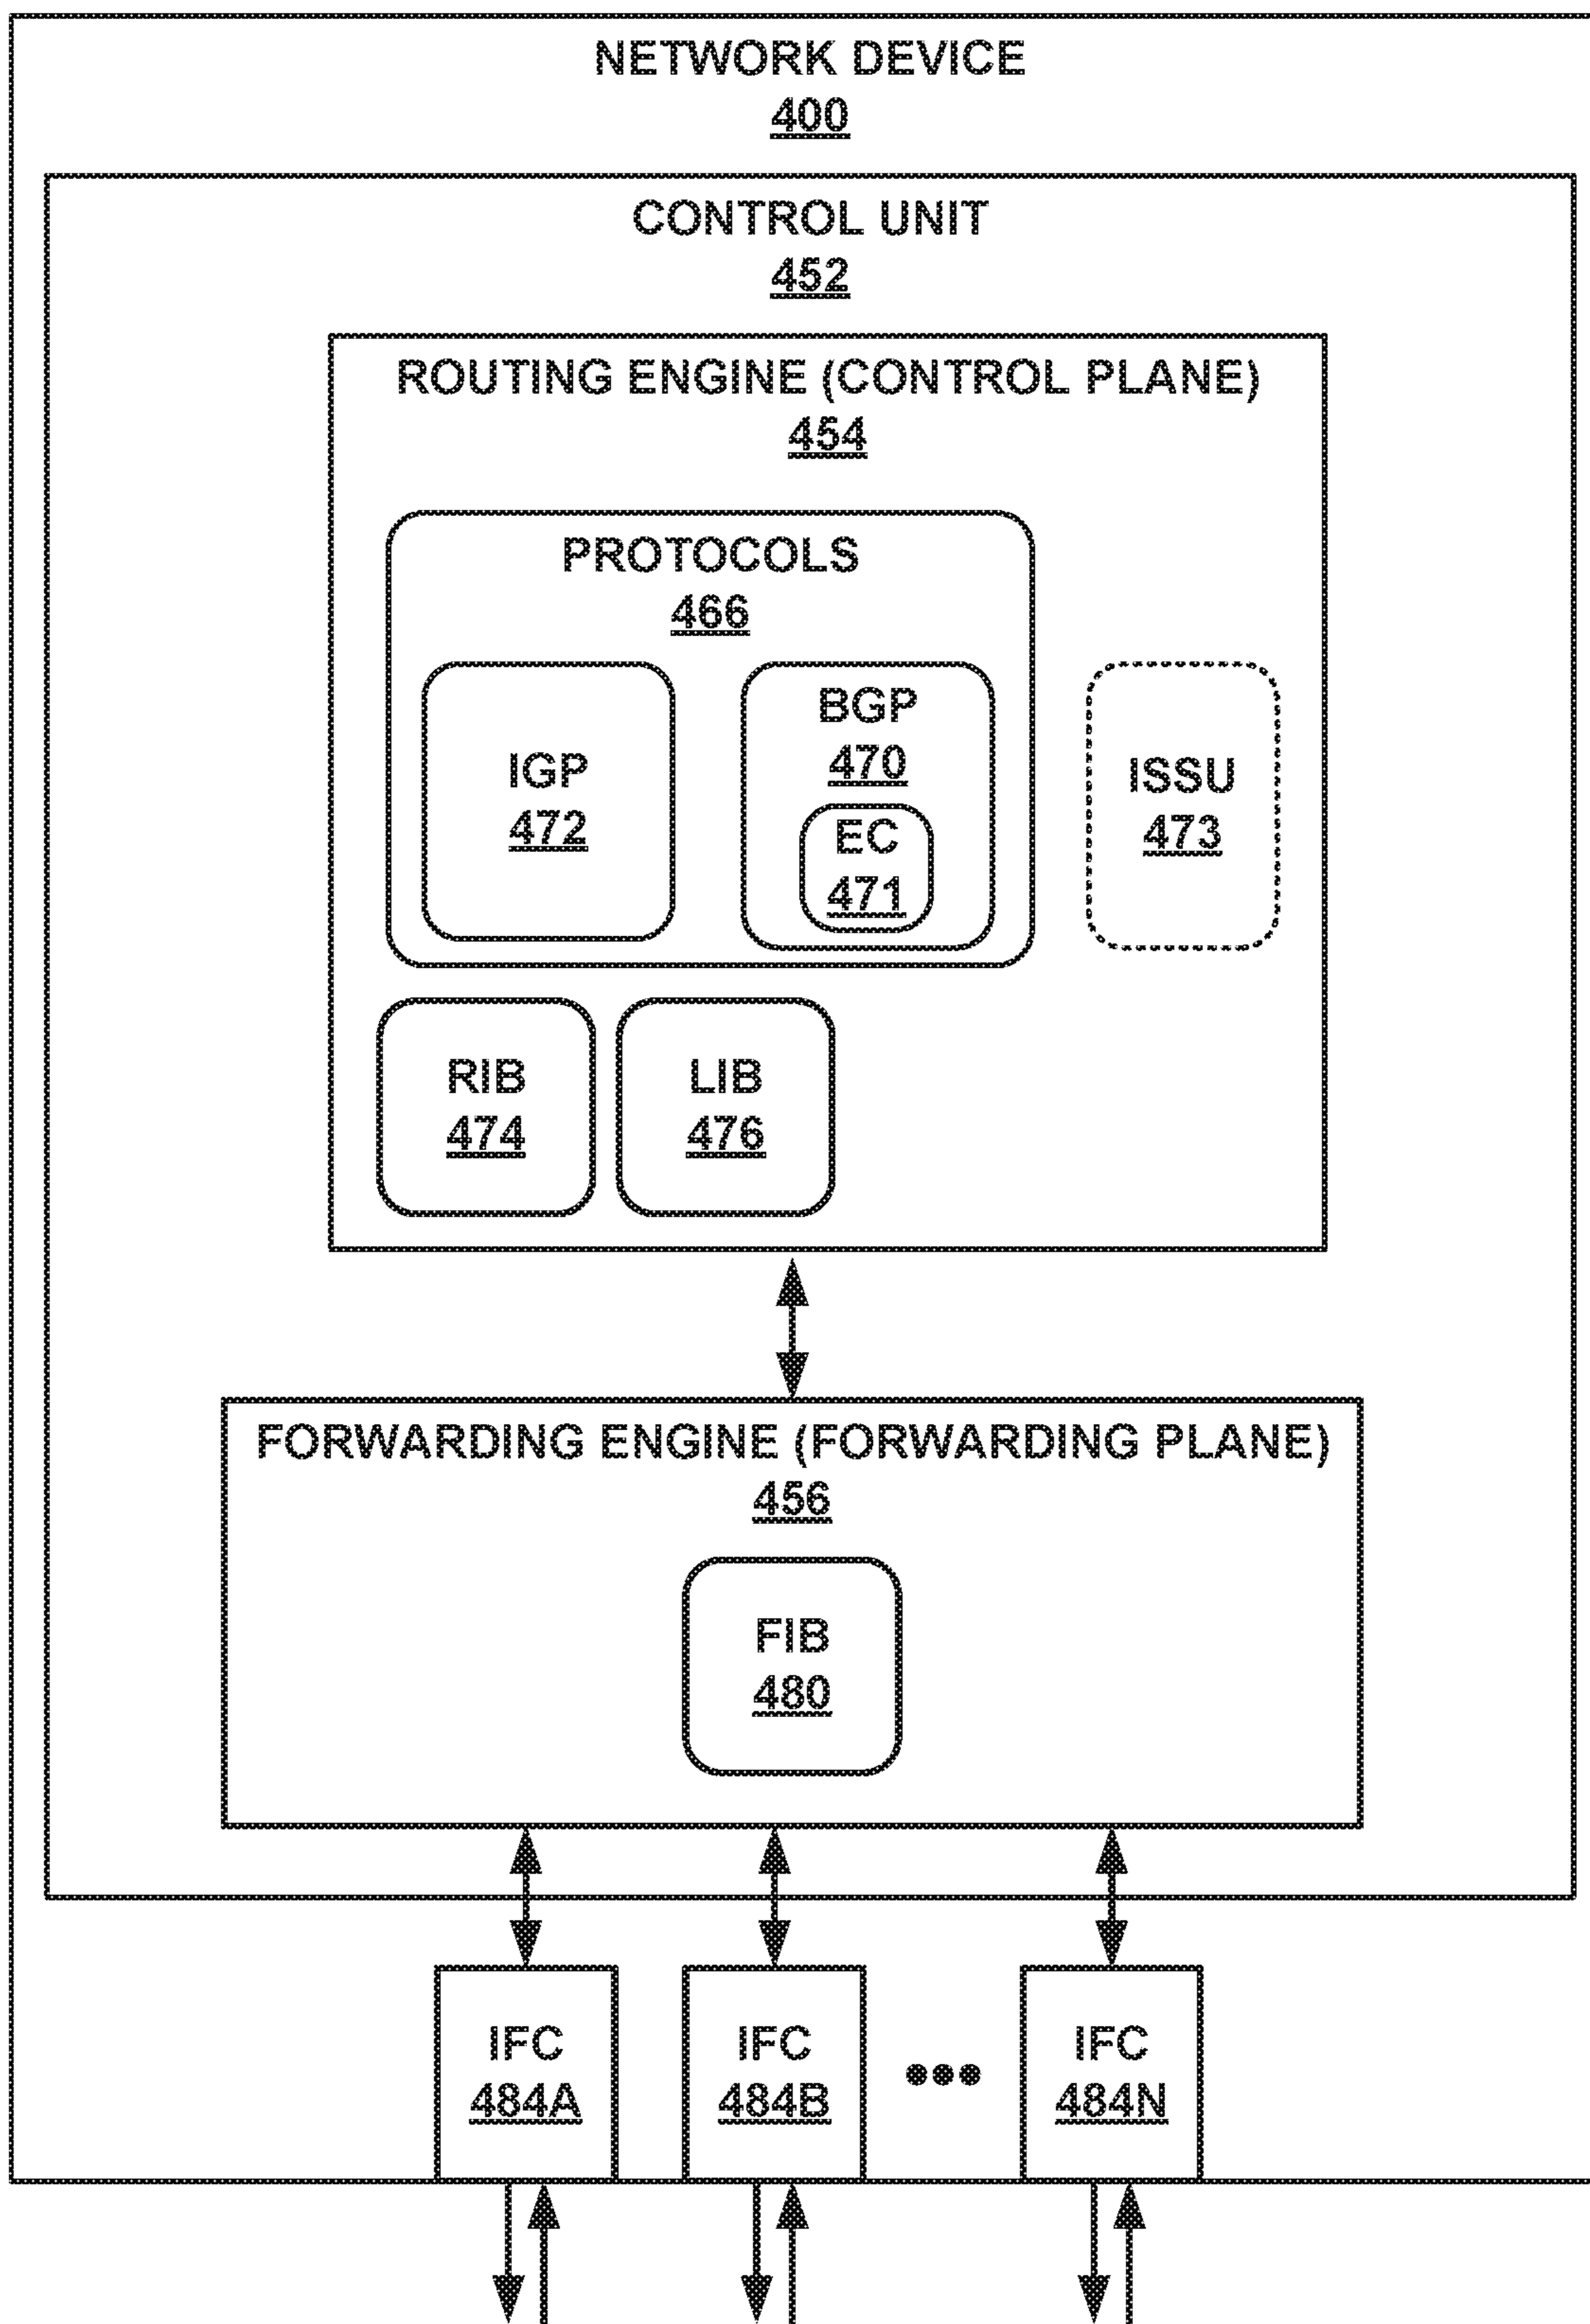 NETWORK DEVICE
400
CONTROL UNIT
452
ROUTING ENGINE (CONTROL PLANE)
454
PROTOCOLS
466
IGP
472
BGP
470
EC
471
ISSU
473
RIB
474
LIB
476
FORWARDING ENGINE (FORWARDING PLANE)
456
FIB
480
IFC
484A
IFC
484B
IFC
484N